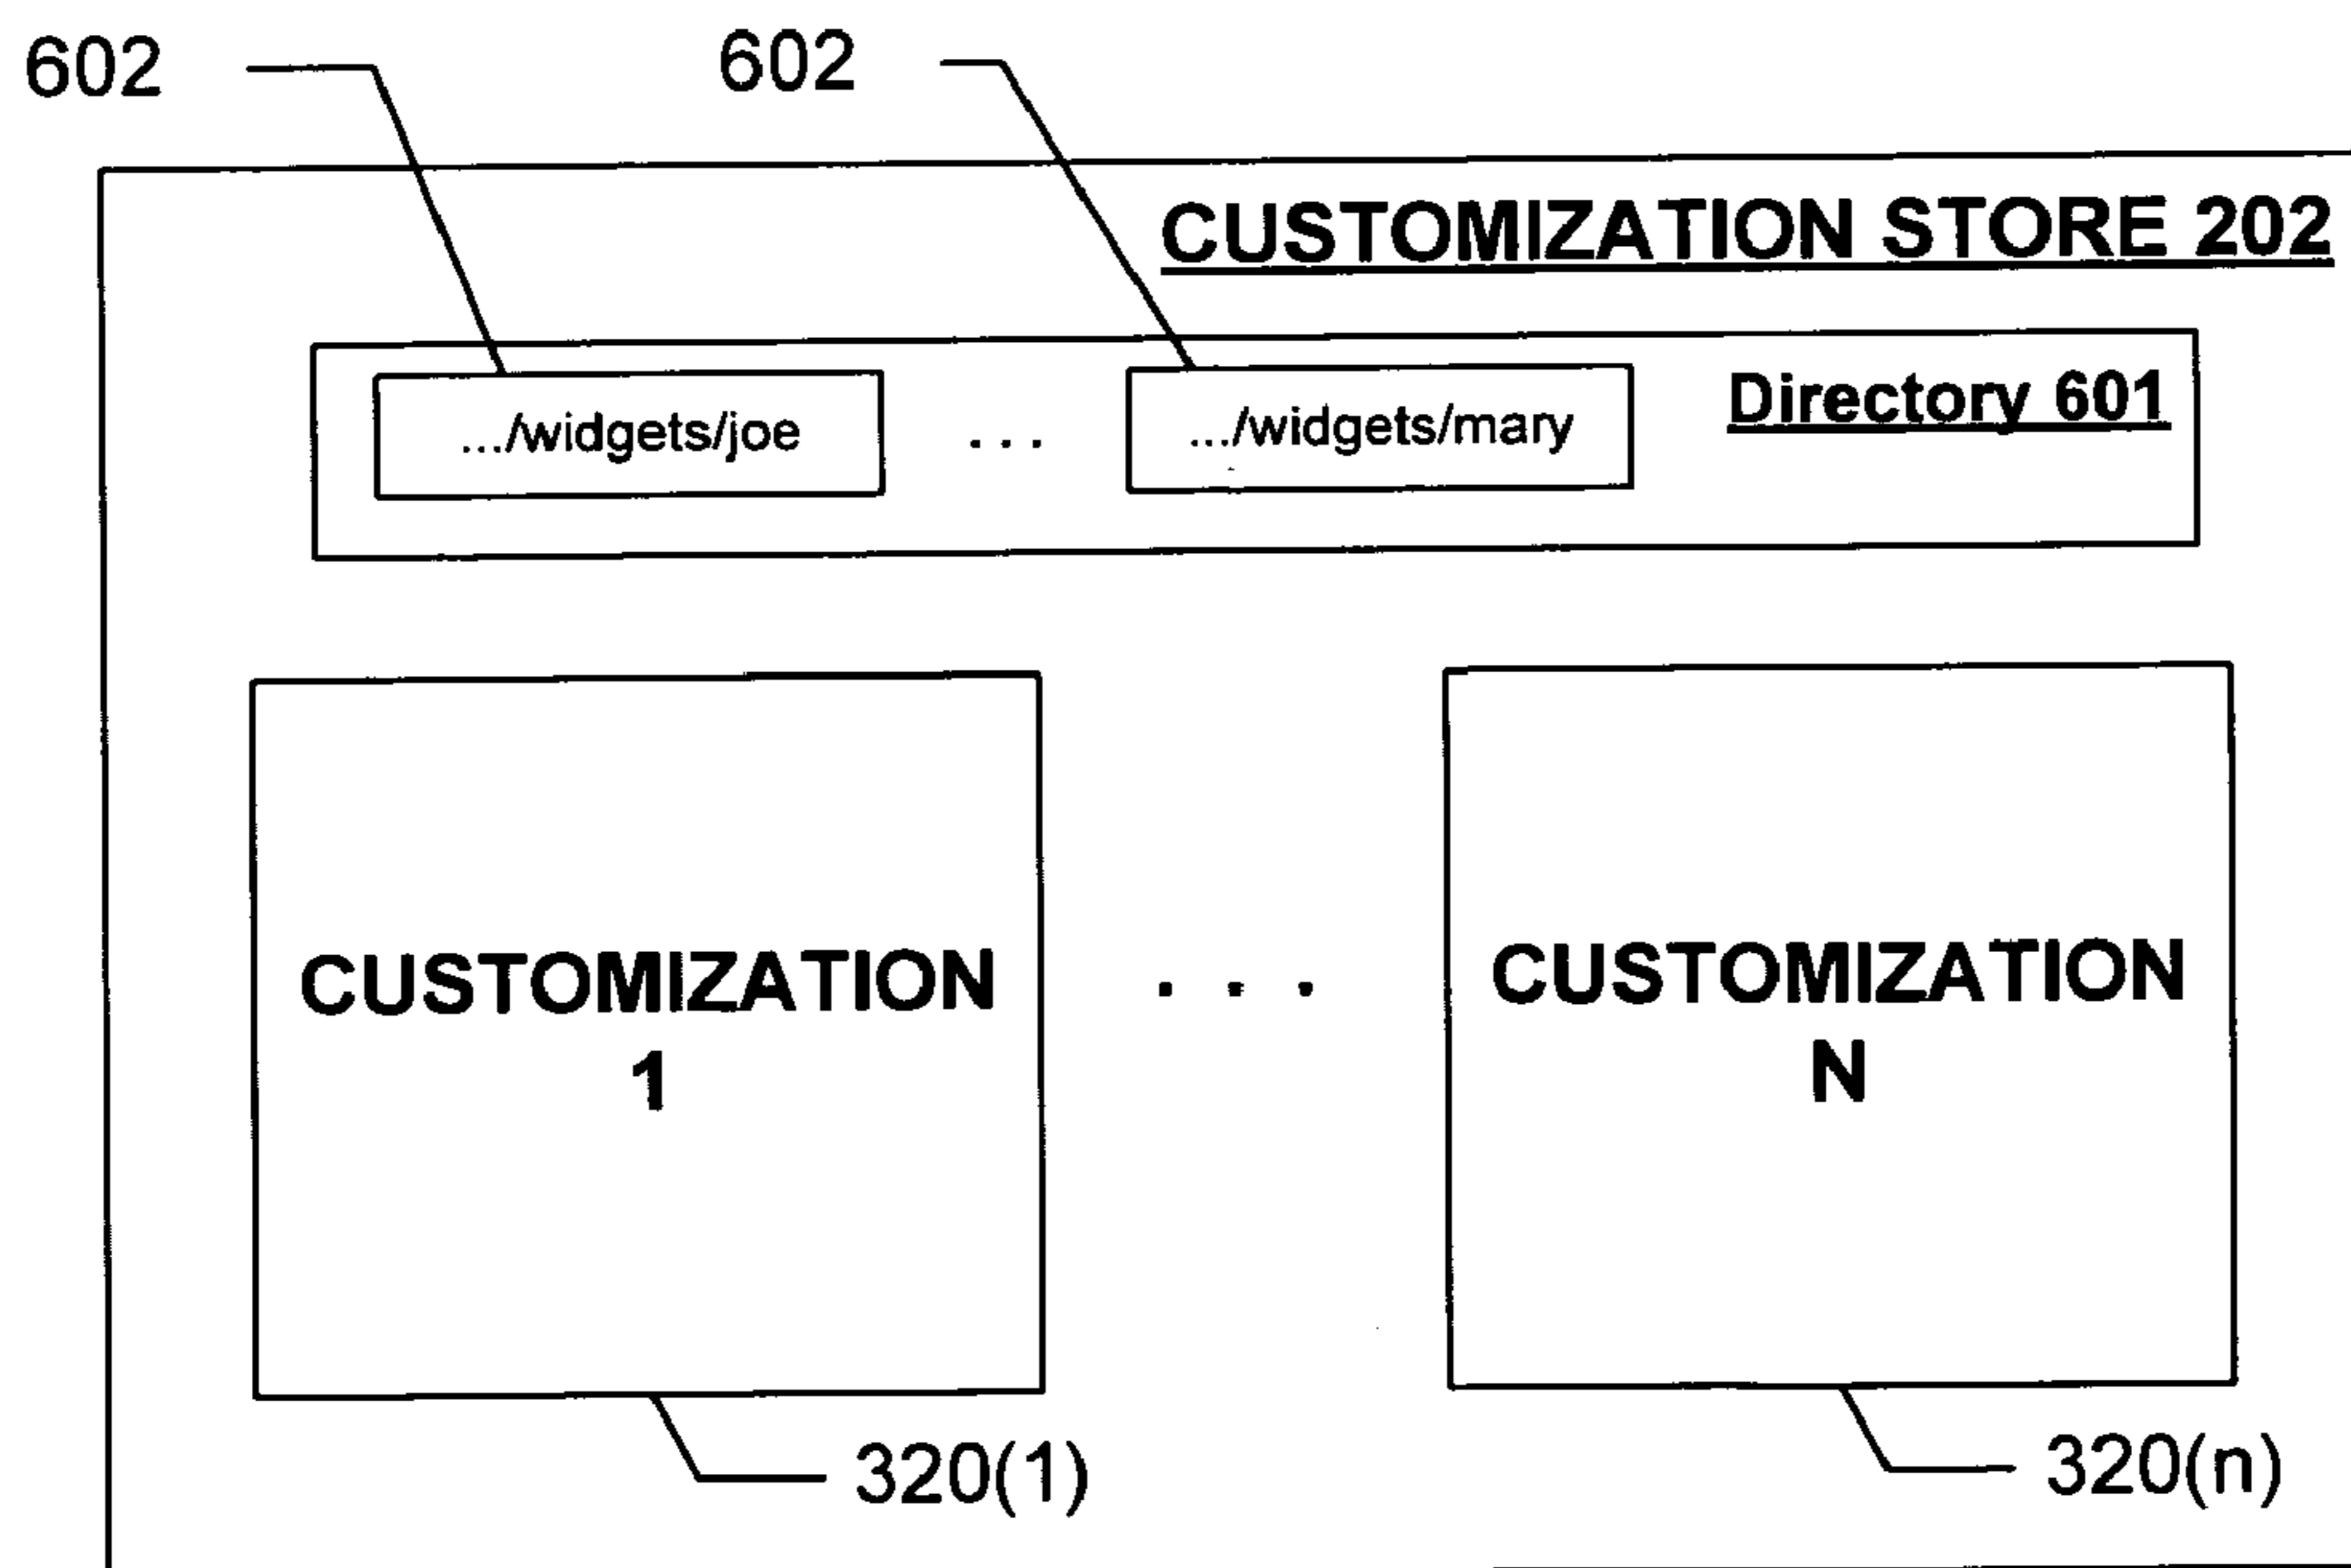 602
602
CUSTOMIZATION STORE 202
.../widgets/joe
...
.../widgets/mary
Directory 601
CUSTOMIZATION
1
. . .
CUSTOMIZATION
N
320(1)
320(n)